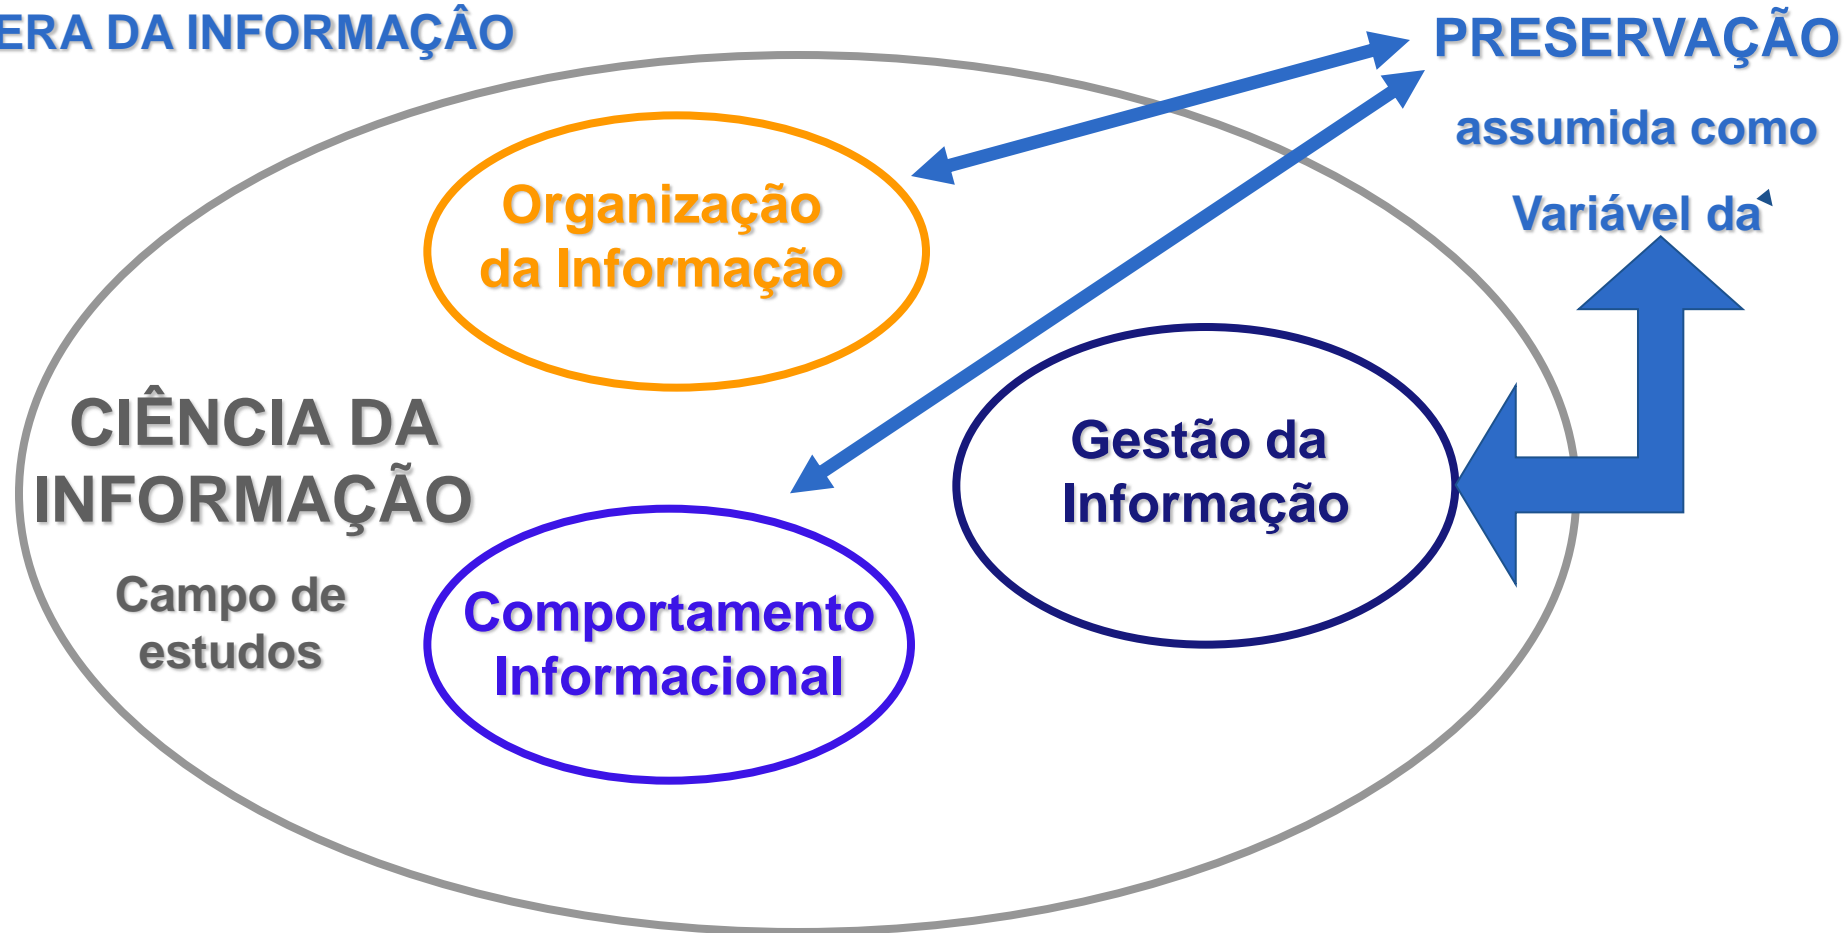 ERA DA INFORMAÇÃO
PRESERVAÇÃO
assumida como
Variável da
Organização
da Informação
CIÊNCIA DA
INFORMAÇÃO
Campo de
estudos
Gestão da
Informação
Comportamento
Informacional